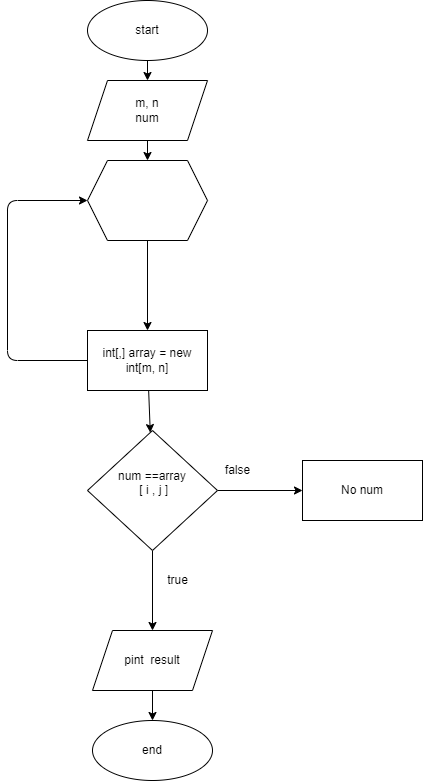 start
m, n
num
int[,] array = new
int[m, n]
num ==array
[ i , j ]
false
No num
true
pint  result
end